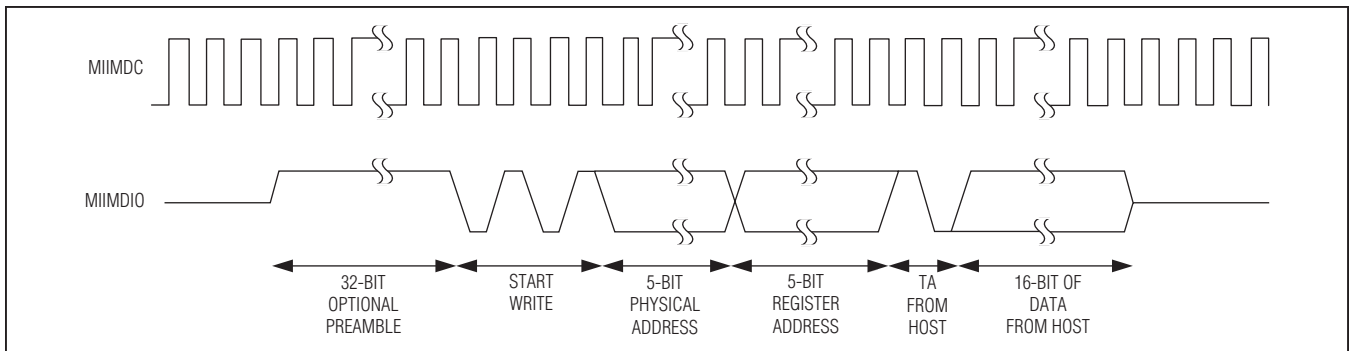 MIIMDC
MIIMDIO
32-BIT
OPTIONAL
PREAMBLE
START
WRITE
5-BIT
PHYSICAL
ADDRESS
5-BIT
REGISTER
ADDRESS
TA
FROM
HOST
16-BIT OF
DATA
FROM HOST